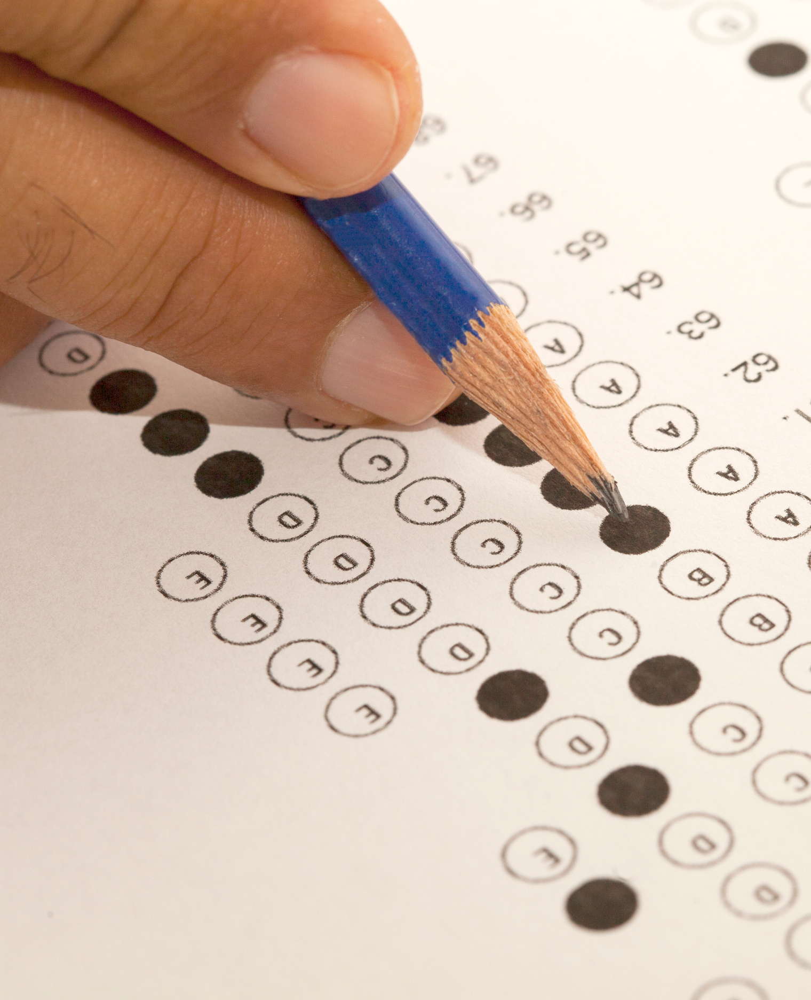 D
C D
C E
B D
A B C
A C D E
62. A C D E
63. A C D E
64. A C D E
65.
66.
67.
D